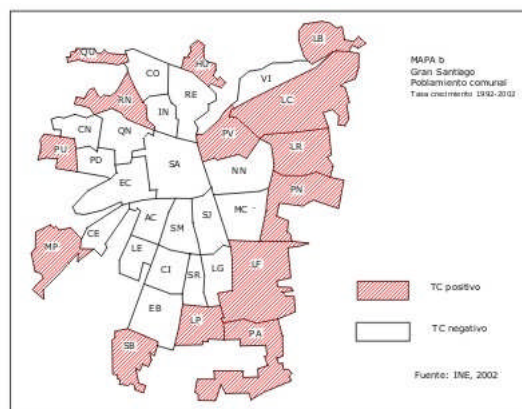 LB
QU
HU
CO
VI
MAPA b
Gran Santiago
Poblamiento comunal
Tasa crecimiento 1992-2002
RN
IN
RE
LC
CN
QN
PV
PU
PD
SA
LR
NN
EC
PN
AC
SM
SJ
MC
CE
MP
LE
CI
SR
LG
LF
TC positivo
EB
LP
PA
TC negativo
SB
Fuente: INE, 2002